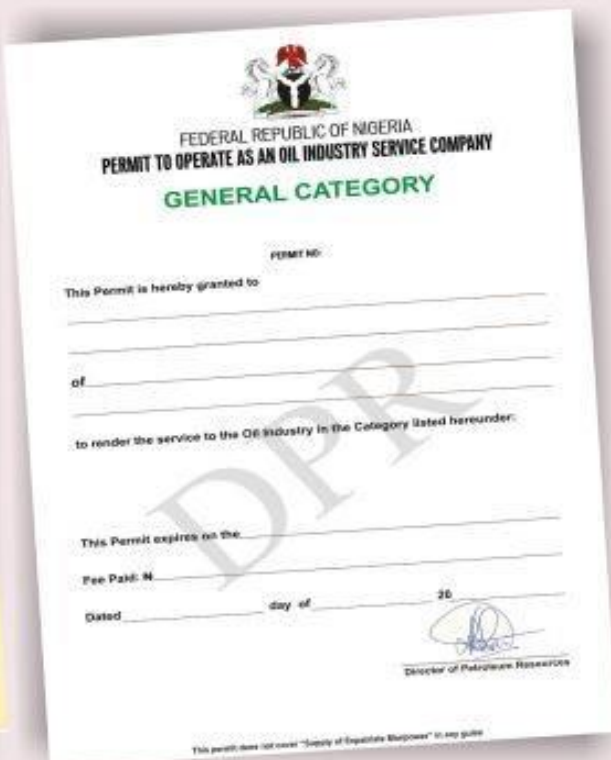 FEDERAL REPUBLIC OF NIGERIA
PERMIT TO OPERATE AS AN OIL INDUSTRY SERVICE COMPANY
GENERAL CATEGORY
PERMIT NO:
This Permit is hereby granted to
of
to render the service to the Oil Industry in the Category listed hereunder:
DPR
This Permit expires on the
Fee Paid: ₦
Dated day of 20
Director of Petroleum Resources
This permit does not cover "Supply of Expatriate Manpower" in any guise